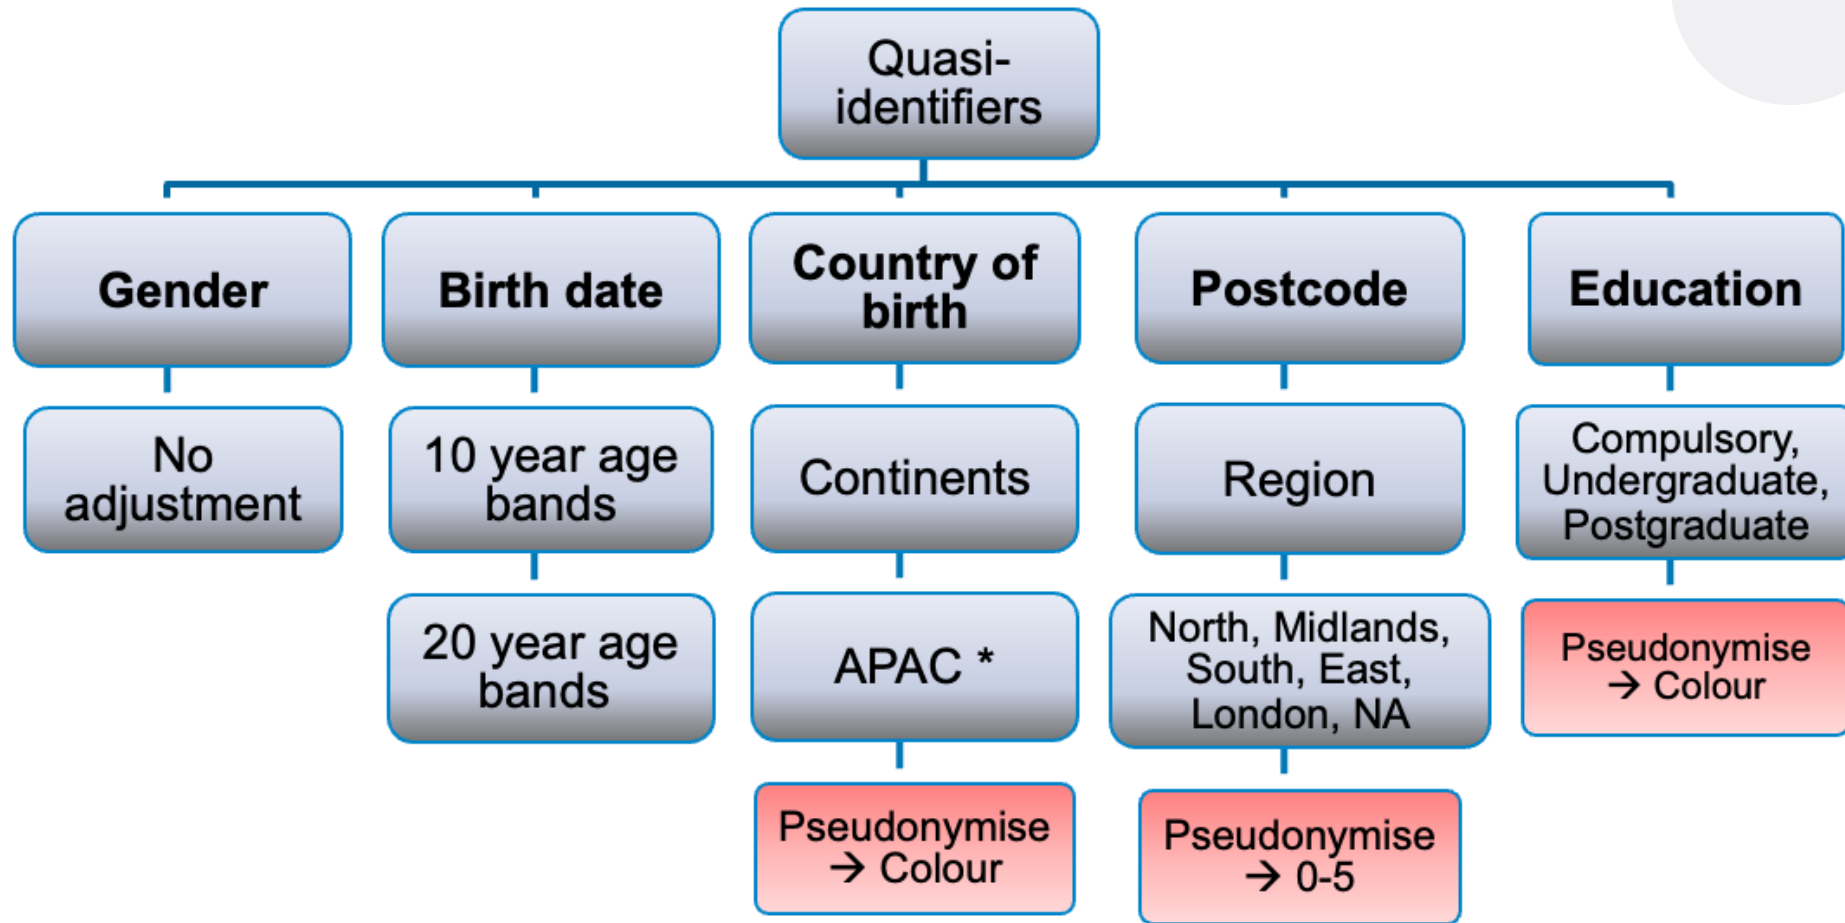 Quasi-
identifiers
Gender
Birth date
Country of
birth
Postcode
Education
No
adjustment
10 year age
bands
Continents
Region
Compulsory,
Undergraduate,
Postgraduate
20 year age
bands
APAC *
North, Midlands,
South, East,
London, NA
Pseudonymise
→ Colour
Pseudonymise
→ Colour
Pseudonymise
→ 0-5